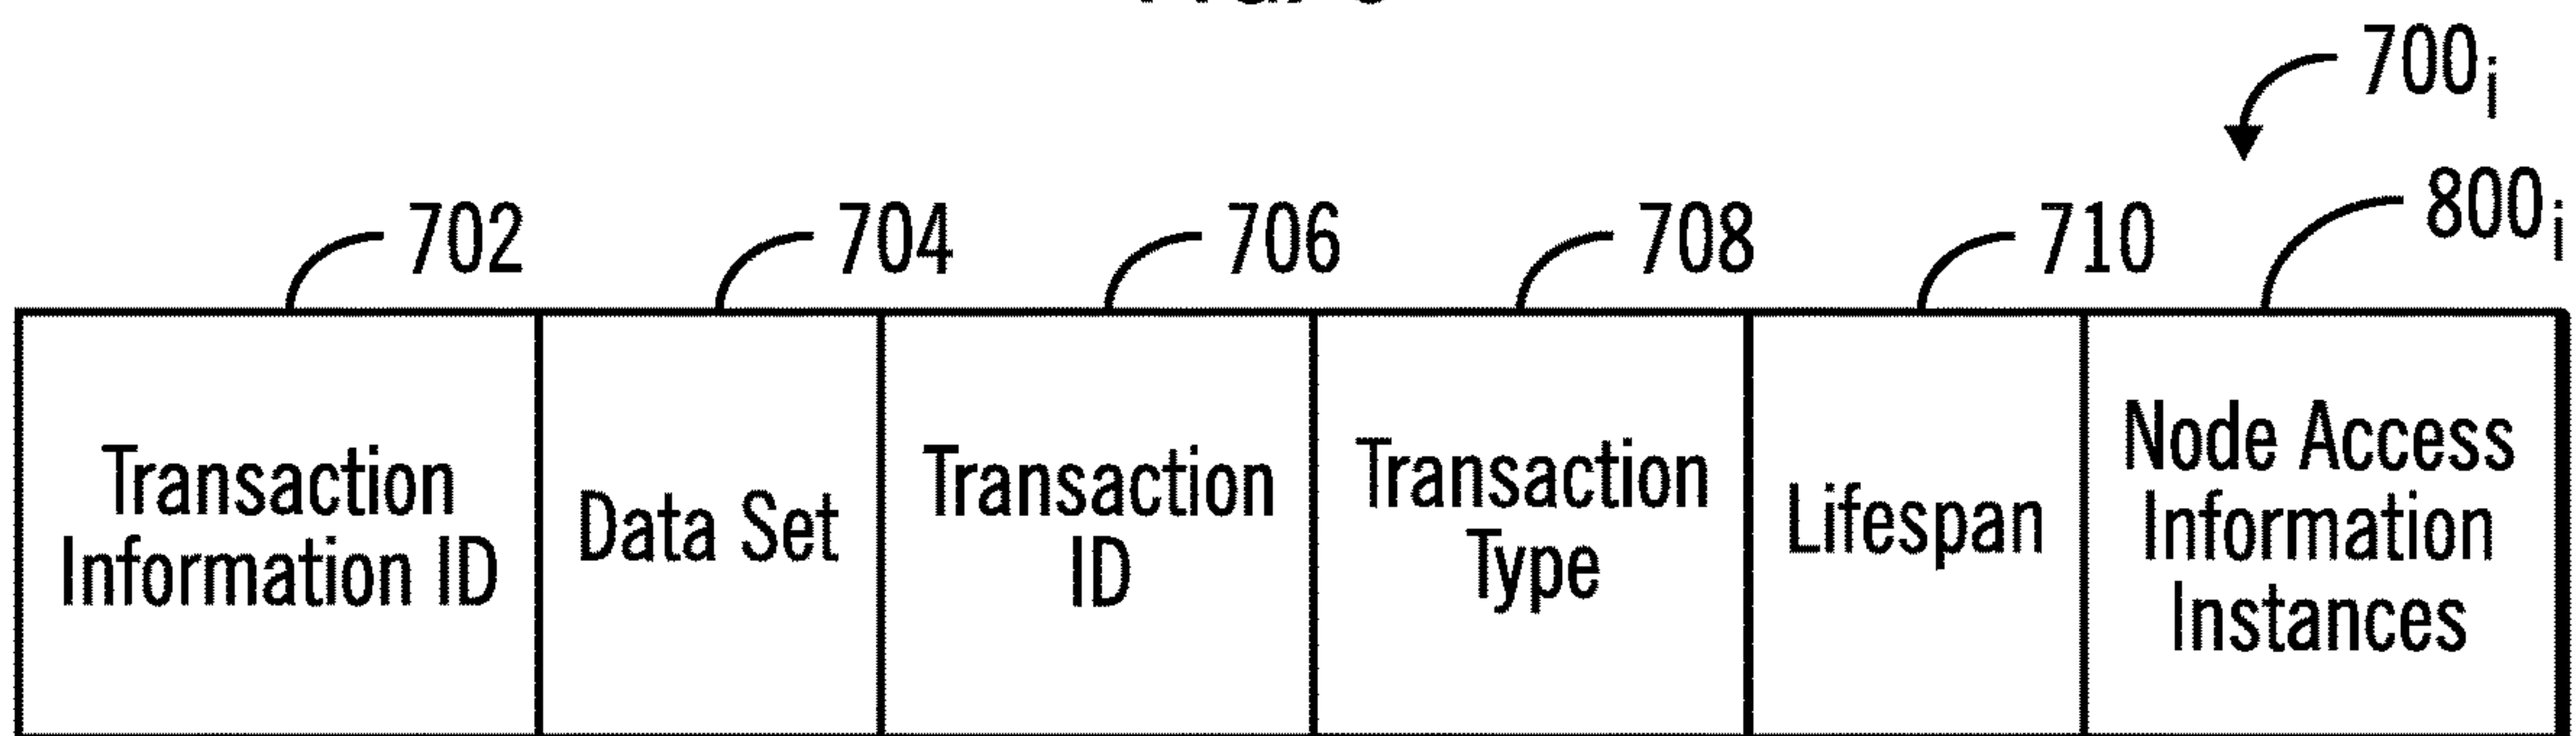 700i
702
704
706
708
710
800i
Transaction
Information ID
Data Set
Transaction
ID
Transaction
Type
Lifespan
Node Access
Information
Instances